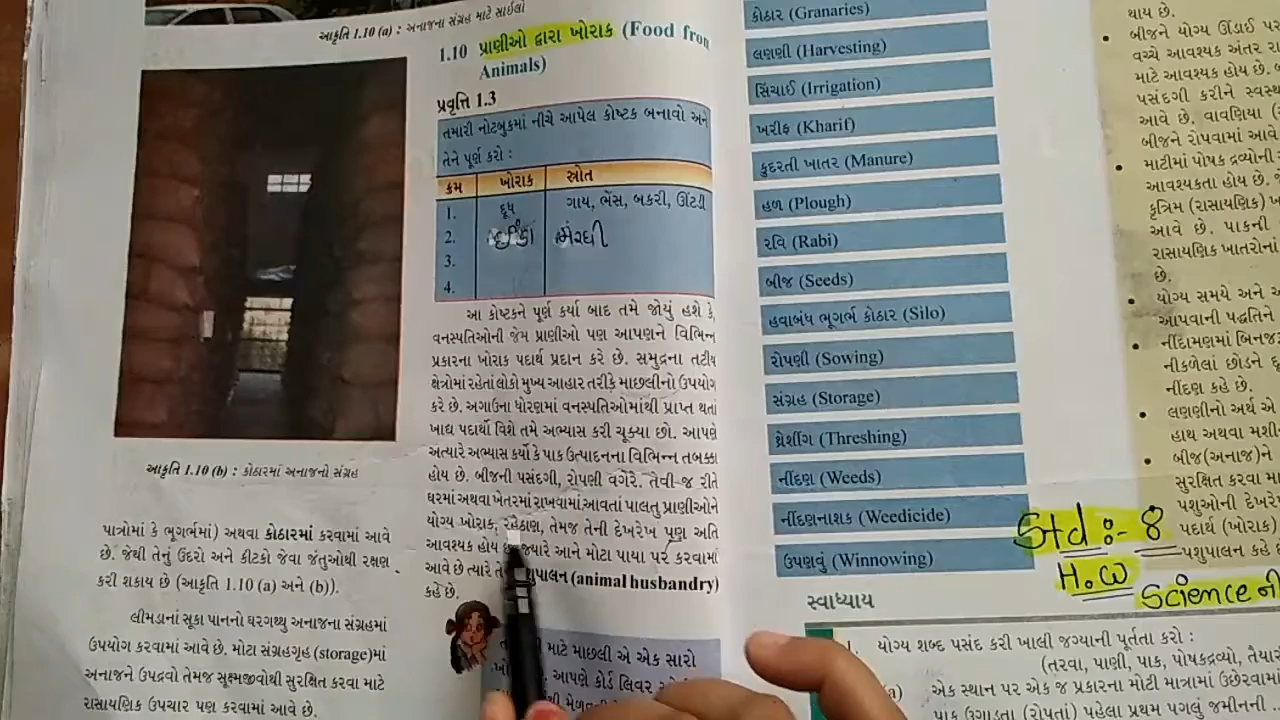 આકૃતિ 1.10 (a) : અનાજના સંગ્રહ માટે સાઈલો
આકૃતિ 1.10 (b) : કોઠારમાં અનાજનો સંગ્રહ
પાત્રોમાં કે ભૂગર્ભમાં) અથવા કોઠારમાં કરવામાં આવે
છે. જેથી તેનું ઉંદરો અને કીટકો જેવા જંતુઓથી રક્ષણ
કરી શકાય છે (આકૃતિ 1.10 (a) અને (b)).
લીમડાનાં સૂકા પાનનો ઘરગથ્થુ અનાજના સંગ્રહમાં
ઉપયોગ કરવામાં આવે છે. મોટા સંગ્રહગૃહ (storage)માં
અનાજને ઉપદ્રવો તેમજ સૂક્ષ્મજીવોથી સુરક્ષિત કરવા માટે
રાસાયણિક ઉપચાર પણ કરવામાં આવે છે.
1.10 પ્રાણીઓ દ્વારા ખોરાક (Food from
Animals)
પ્રવૃત્તિ 1.3
તમારી નોટબુકમાં નીચે આપેલ કોષ્ટક બનાવો અને
તેને પૂર્ણ કરો :
ક્રમ ખોરાક સ્રોત
1. દૂધ ગાય, ભેંસ, બકરી, ઊંટડી
2. ઈંડા મરઘી
3.
4.
આ કોષ્ટકને પૂર્ણ કર્યા બાદ તમે જોયું હશે કે,
વનસ્પતિઓની જેમ પ્રાણીઓ પણ આપણને વિભિન્ન
પ્રકારના ખોરાક પદાર્થ પ્રદાન કરે છે. સમુદ્રના તટીય
ક્ષેત્રોમાં રહેતાં લોકો મુખ્ય આહાર તરીકે માછલીનો ઉપયોગ
કરે છે. અગાઉના ધોરણમાં વનસ્પતિઓમાંથી પ્રાપ્ત થતાં
ખાદ્ય પદાર્થો વિશે તમે અભ્યાસ કરી ચૂક્યા છો. આપણે
અત્યારે અભ્યાસ કર્યો કે પાક ઉત્પાદનના વિભિન્ન તબક્કા
હોય છે. બીજની પસંદગી, રોપણી વગેરે. તેવી જ રીતે
ઘરમાં અથવા ખેતરમાં રાખવામાં આવતાં પાલતુ પ્રાણીઓને
યોગ્ય ખોરાક, રહેઠાણ, તેમજ તેની દેખરેખ પણ અતિ
આવશ્યક હોય જ્યારે આને મોટા પાયા પર કરવામાં
આવે છે ત્યારે (animal husbandry)
કહે છે.
માટે માછલી એ એક સારો
આપણે કોર્ડ લિવર
કોઠાર (Granaries)
લણણી (Harvesting)
સિંચાઈ (Irrigation)
ખરીફ (Kharif)
કુદરતી ખાતર (Manure)
હળ (Plough)
રવિ (Rabi)
બીજ (Seeds)
હવાબંધ ભૂગર્ભ કોઠાર (Silo)
રોપણી (Sowing)
સંગ્રહ (Storage)
થ્રેશીંગ (Threshing)
નીંદણ (Weeds)
નીંદણનાશક (Weedicide)
ઉપણવું (Winnowing)
સ્વાધ્યાય
1. યોગ્ય શબ્દ પસંદ કરી ખાલી જગ્યાની પૂર્તતા કરો :
(તરવા, પાણી, પાક, પોષકદ્રવ્યો,
(a) એક સ્થાન પર એક જ પ્રકારના મોટી માત્રામાં
પાક ઉગાડતા (રોપતાં) પહેલા પ્રથમ પગલું જમીનની
થાય છે.
બીજને યોગ્ય ઊંડાઈ પર
વચ્ચે આવશ્યક અંતર
માટે આવશ્યક હોય છે.
પસંદગી કરીને સ્વસ્થ
આવે છે. વાવણિયા
બીજને રોપવામાં આવે
માટીમાં પોષક દ્રવ્યોની
આવશ્યકતા હોય છે.
કૃત્રિમ (રાસાયણિક)
આવે છે. પાકની
રાસાયણિક ખાતરોનાં
છે.
યોગ્ય સમયે અને
આપવાની પદ્ધતિને
નીંદામણમાં
નીકળેલાં છોડને
નીંદણ કહે છે.
લણણીનો અર્થ
હાથ અથવા
બીજ(અનાજ)ને
સુરક્ષિત કરવા
પશુઓની
પદાર્થ (ખોરાક)
પશુપાલન કહે
Std :- 8
H.W
Science ની